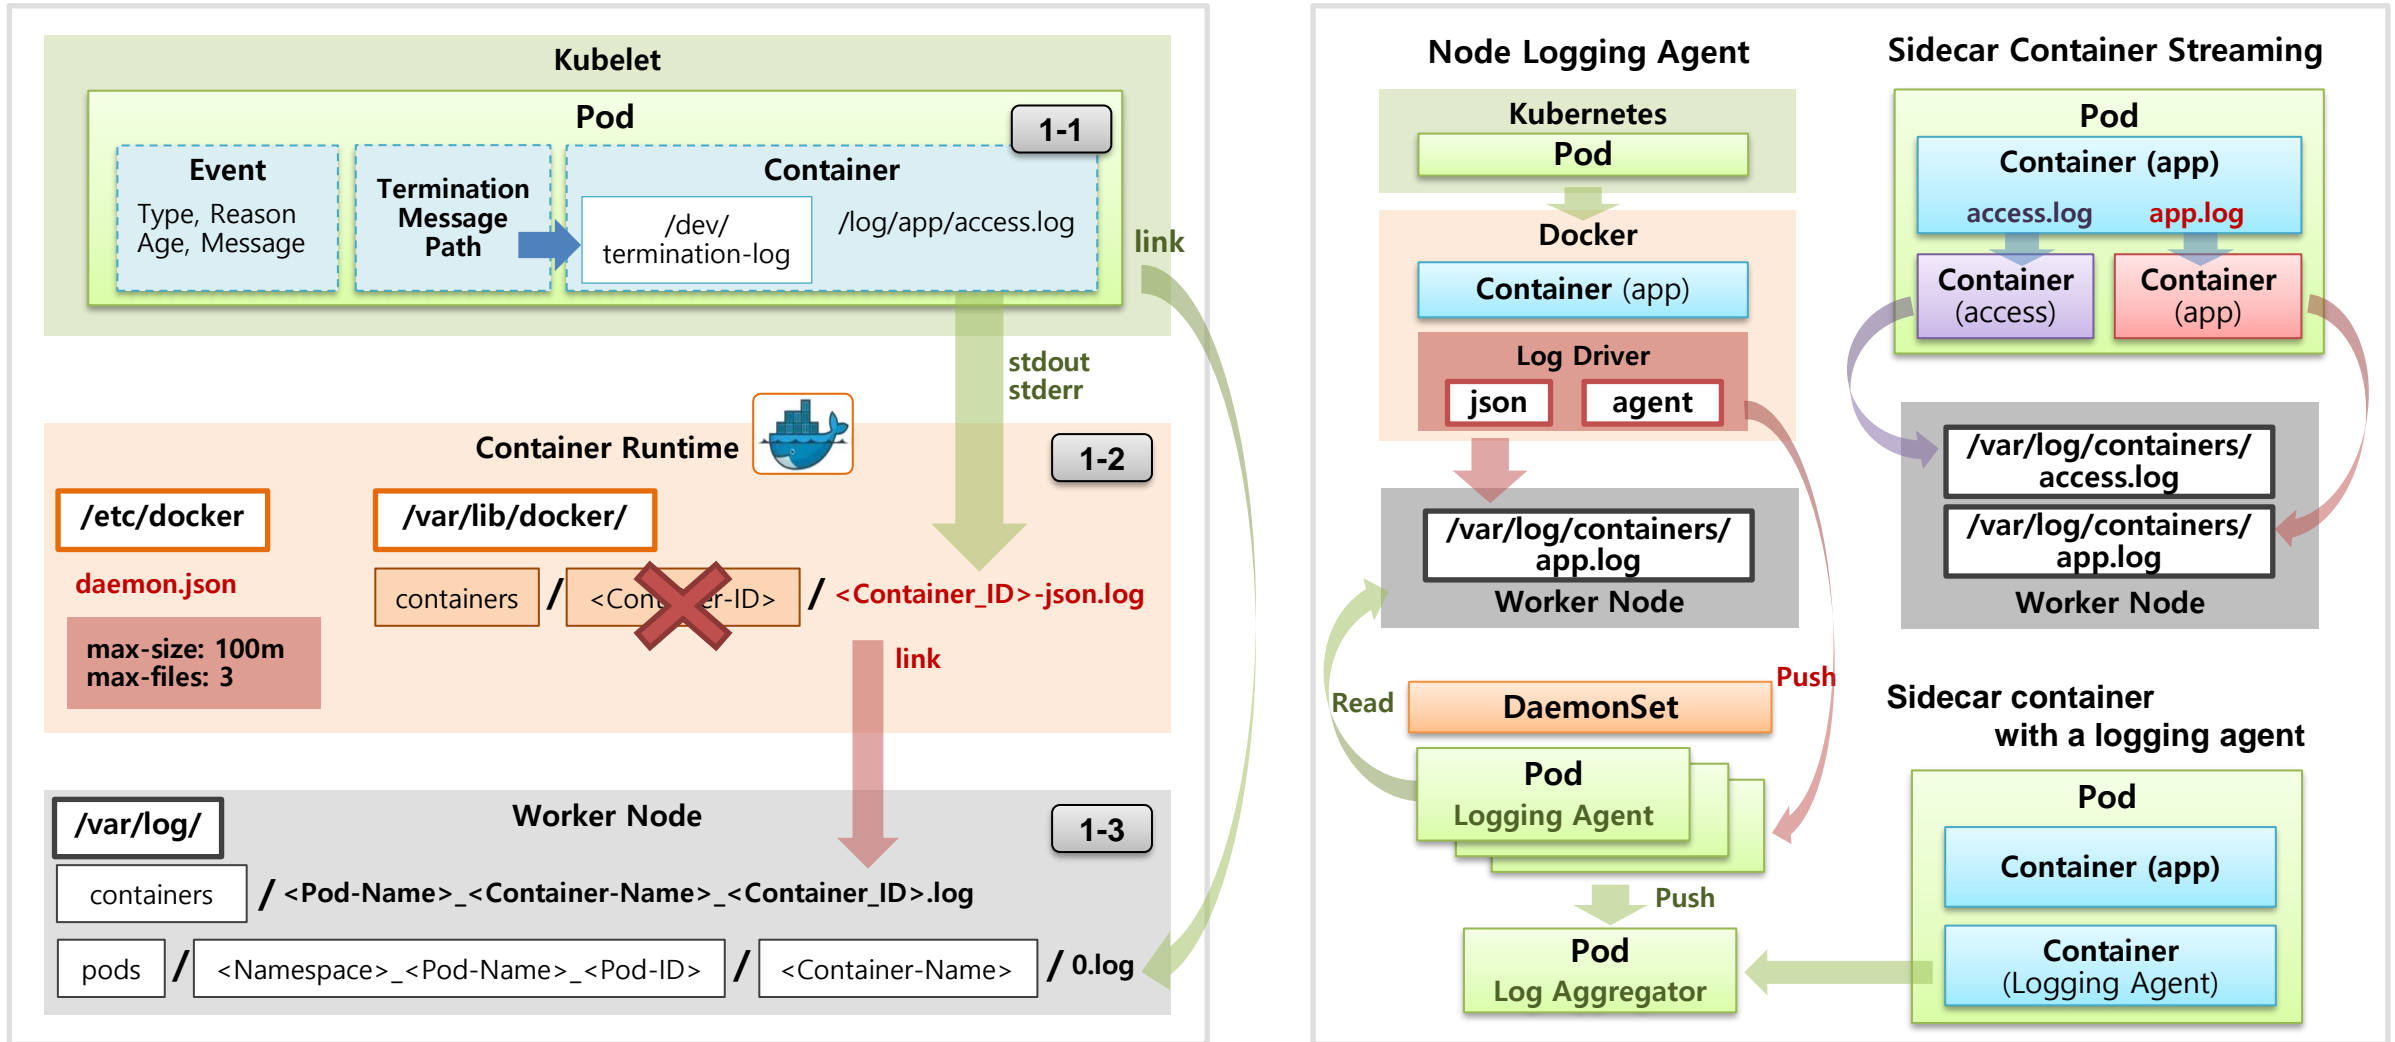 Kubelet
Pod
1-1
Event
Type, Reason
Age, Message
Termination
Message
Path
Container
/dev/
termination-log
/log/app/access.log
link
stdout
stderr
Container Runtime
1-2
/etc/docker
daemon.json
max-size: 100m
max-files: 3
/var/lib/docker/
containers / <Container-ID> / <Container_ID>-json.log
link
/var/log/
Worker Node
1-3
containers / <Pod-Name>_<Container-Name>_<Container_ID>.log
pods / <Namespace>_<Pod-Name>_<Pod-ID> / <Container-Name> / 0.log
Node Logging Agent
Kubernetes
Pod
Docker
Container (app)
Log Driver
json
agent
/var/log/containers/
app.log
Worker Node
Read
Push
DaemonSet
Pod
Logging Agent
Push
Pod
Log Aggregator
Sidecar Container Streaming
Pod
Container (app)
access.log
app.log
Container
(access)
Container
(app)
/var/log/containers/
access.log
/var/log/containers/
app.log
Worker Node
Sidecar container
with a logging agent
Pod
Container (app)
Container
(Logging Agent)